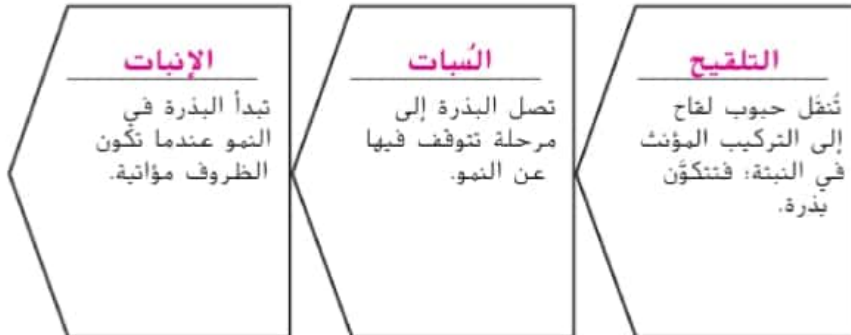 التلقيح
تُنقَل حبوب لقاح
إلى التركيب المؤنث
في النبتة؛ فتتكوَّن
بذرة.
السُبات
تصل البذرة إلى
مرحلة تتوقف فيها
عن النمو.
الإنبات
تبدأ البذرة في
النمو عندما تكون
الظروف مؤاتية.